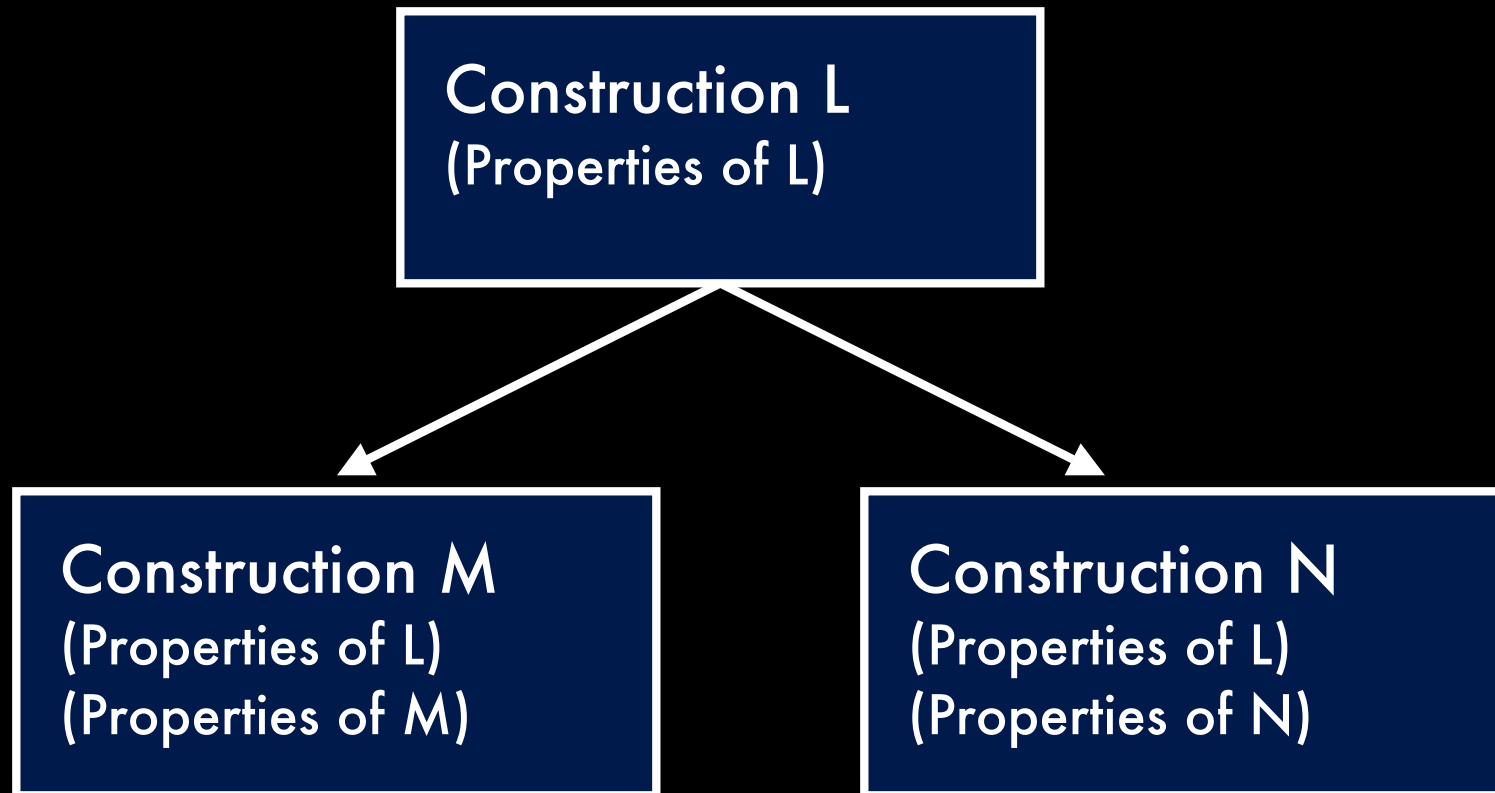 Construction L
(Properties of L)
Construction M
(Properties of L)
(Properties of M)
Construction N
(Properties of L)
(Properties of N)